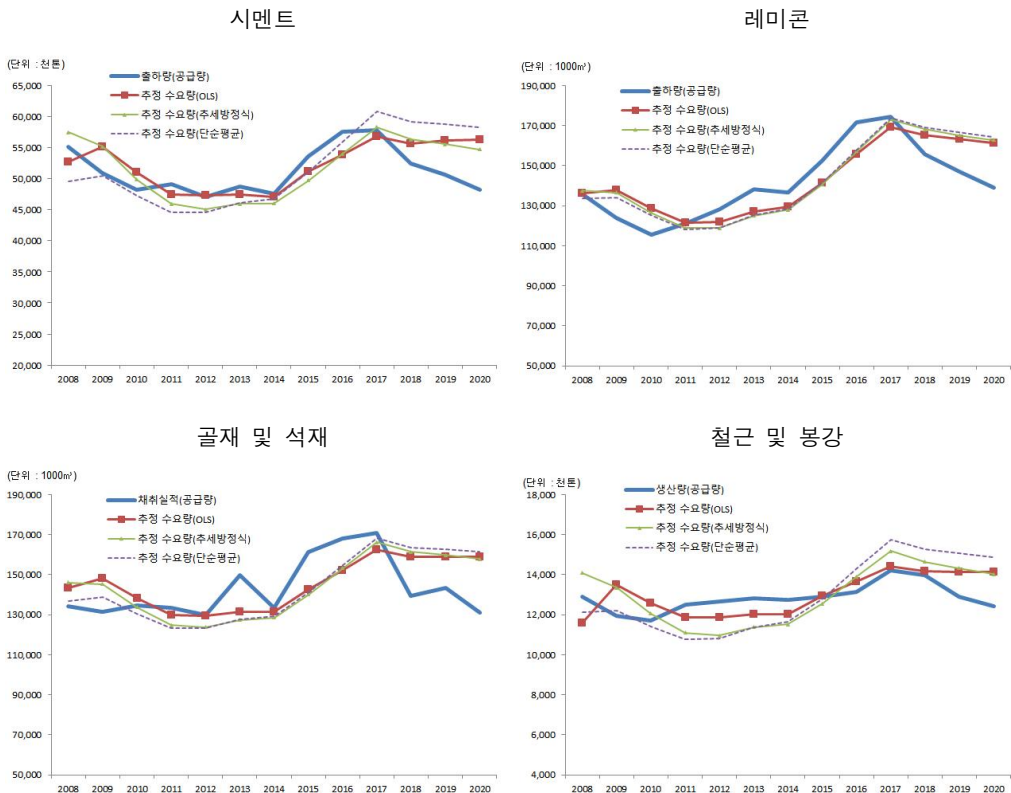 시멘트
(단위 : 천톤)
출하량(공급량)
추정 수요량(OLS)
추정 수요량(추세방정식)
추정 수요량(단순평균)
65,000
60,000
55,000
50,000
45,000
40,000
35,000
30,000
25,000
20,000
2008 2009 2010 2011 2012 2013 2014 2015 2016 2017 2018 2019 2020
레미콘
(단위 : 1000㎥)
출하량(공급량)
추정 수요량(OLS)
추정 수요량(추세방정식)
추정 수요량(단순평균)
190,000
170,000
150,000
130,000
110,000
90,000
70,000
50,000
2008 2009 2010 2011 2012 2013 2014 2015 2016 2017 2018 2019 2020
골재 및 석재
(단위 : 1000㎥)
채취실적(공급량)
추정 수요량(OLS)
추정 수요량(추세방정식)
추정 수요량(단순평균)
190,000
170,000
150,000
130,000
110,000
90,000
70,000
50,000
2008 2009 2010 2011 2012 2013 2014 2015 2016 2017 2018 2019 2020
철근 및 봉강
(단위 : 천톤)
생산량(공급량)
추정 수요량(OLS)
추정 수요량(추세방정식)
추정 수요량(단순평균)
18,000
16,000
14,000
12,000
10,000
8,000
6,000
4,000
2008 2009 2010 2011 2012 2013 2014 2015 2016 2017 2018 2019 2020